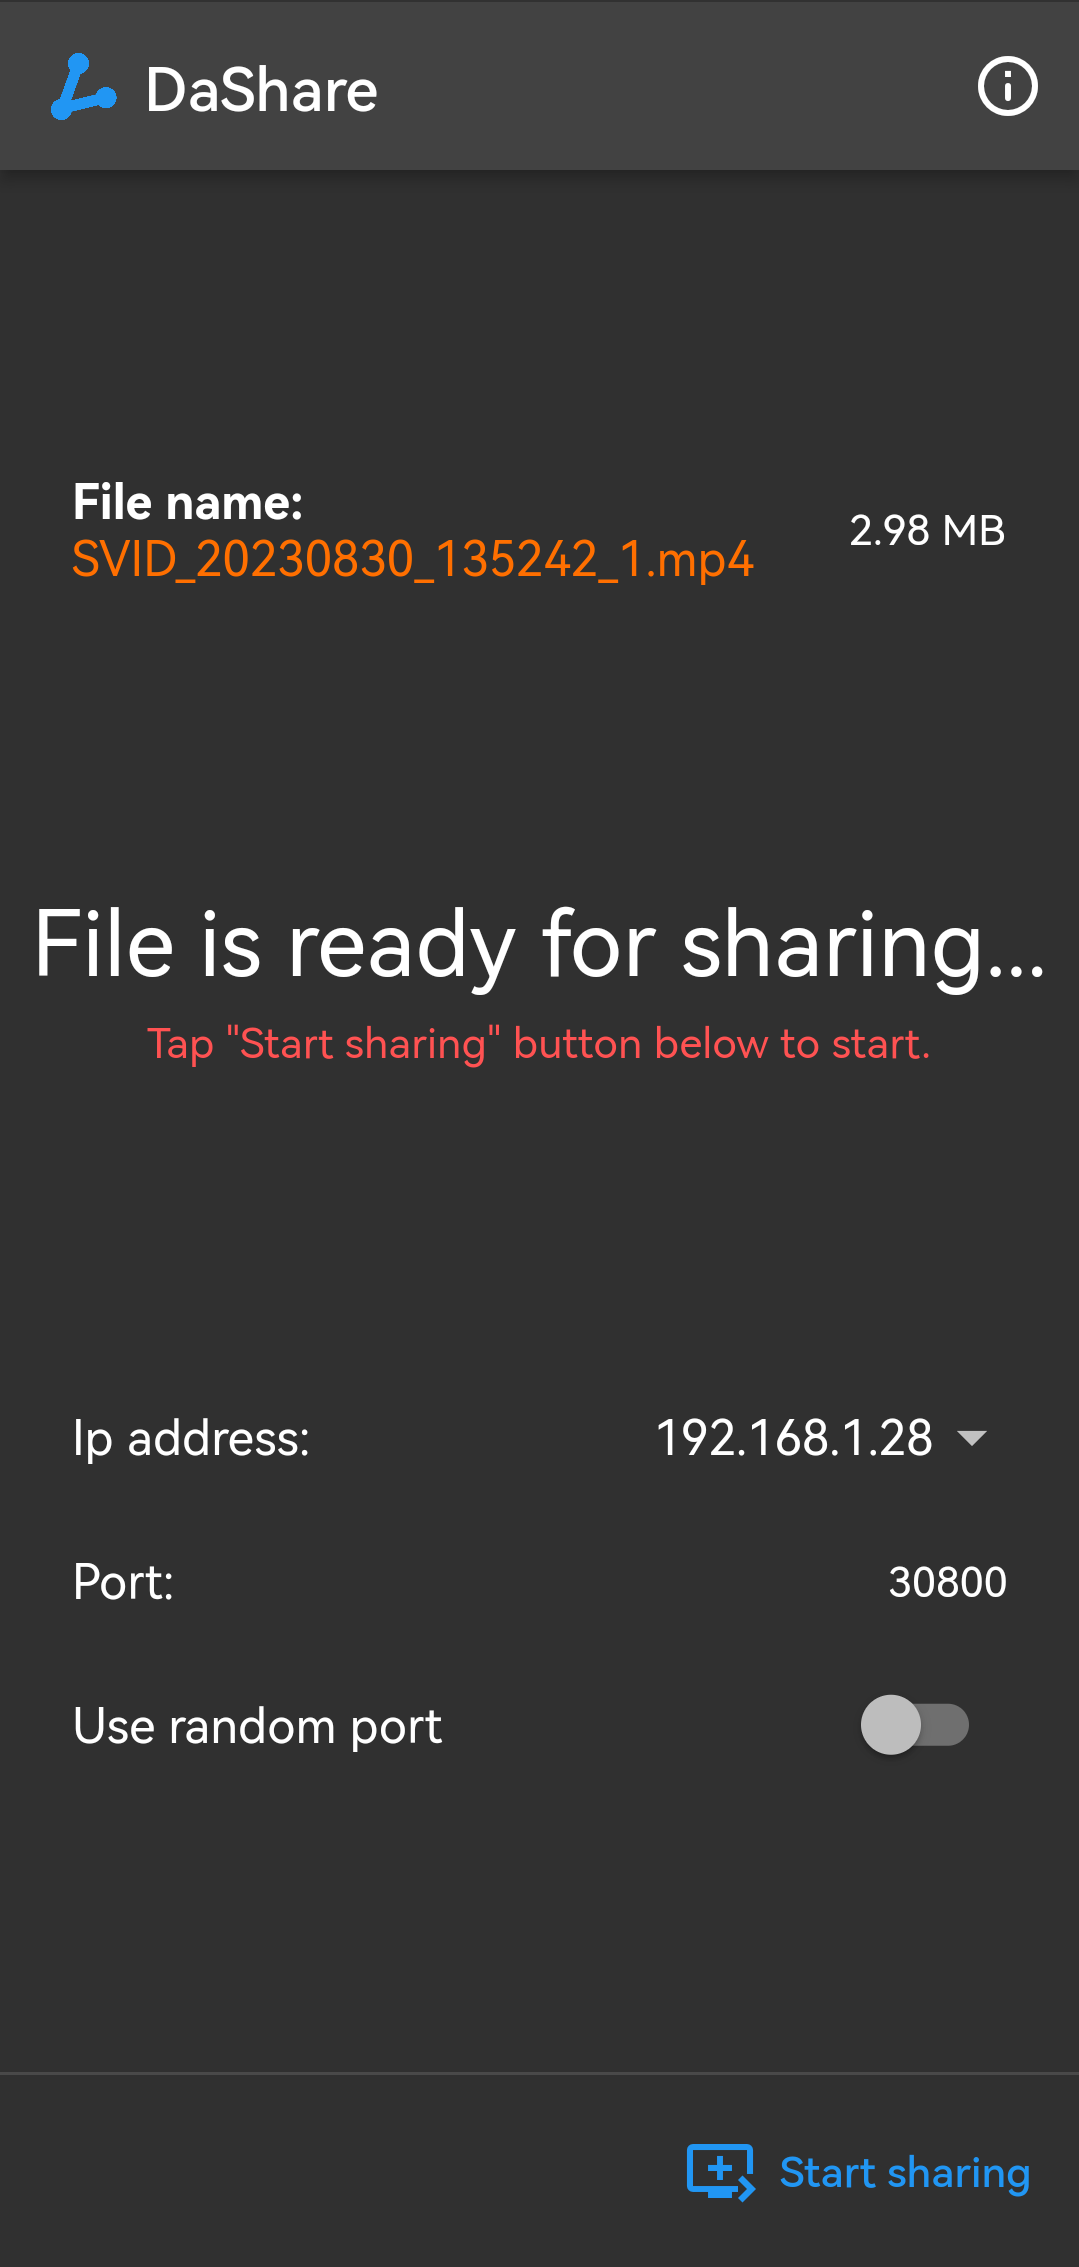 DaShare
File name:
SVID_20230830_135242_1.mp4
2.98 MB
File is ready for sharing...
Tap "Start sharing" button below to start.
Ip address:
192.168.1.28
Port:
30800
Use random port
Start sharing